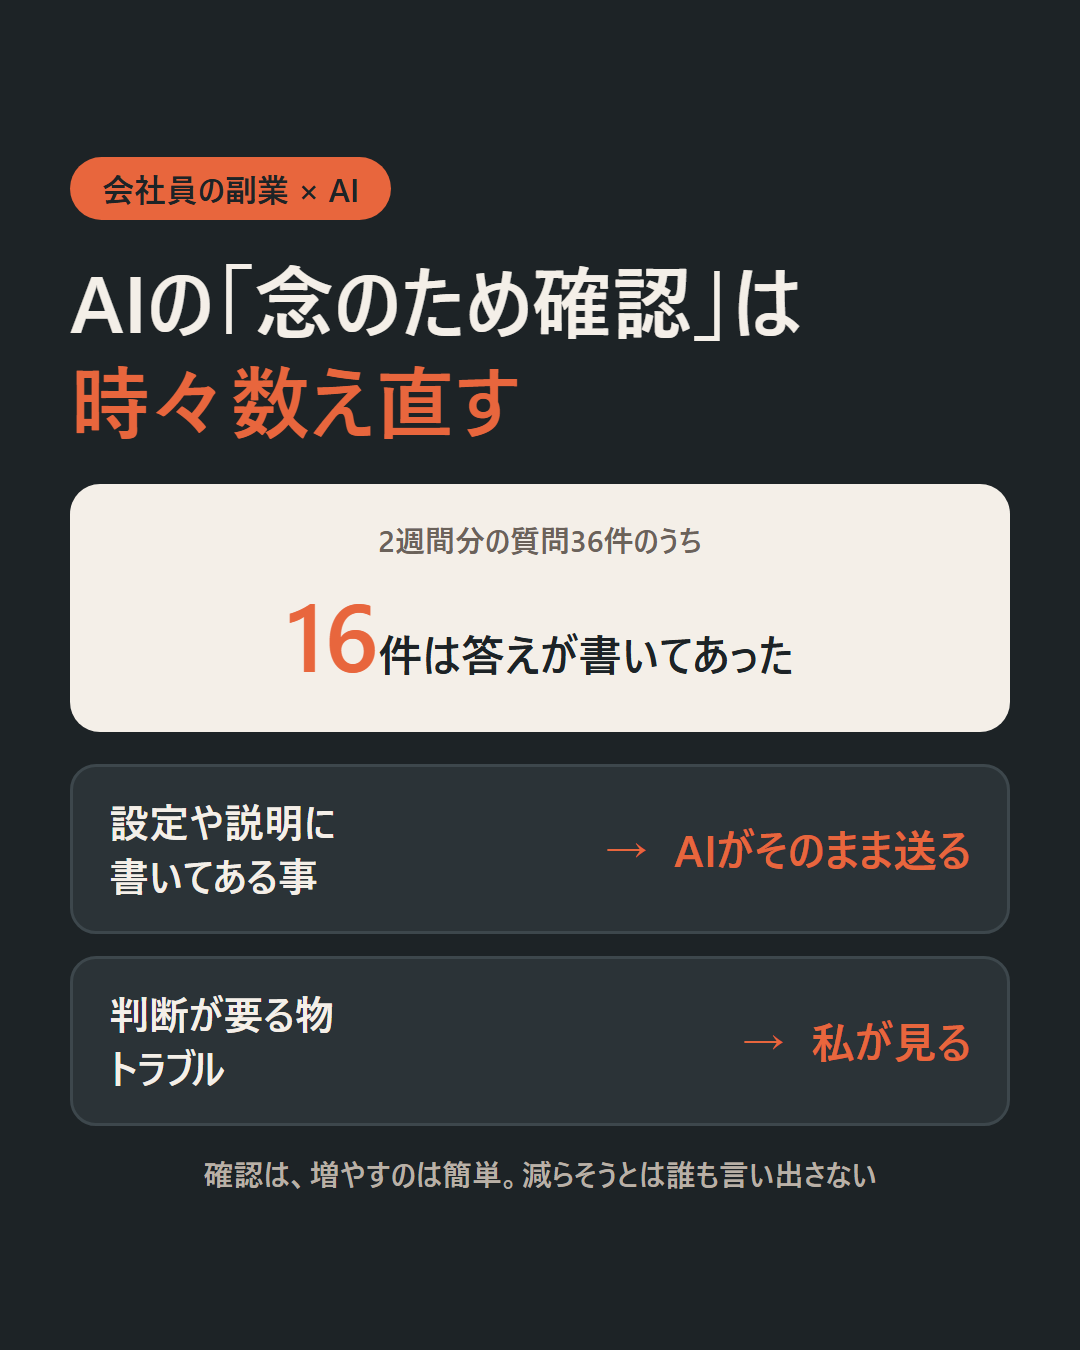 会社員の副業 × AI
AIの「念のため確認」は
時々数え直す
2週間分の質問36件のうち
16件は答えが書いてあった
設定や説明に
書いてある事
→ AIがそのまま送る
判断が要る物
トラブル
→ 私が見る
確認は、増やすのは簡単。減らそうとは誰も言い出さない